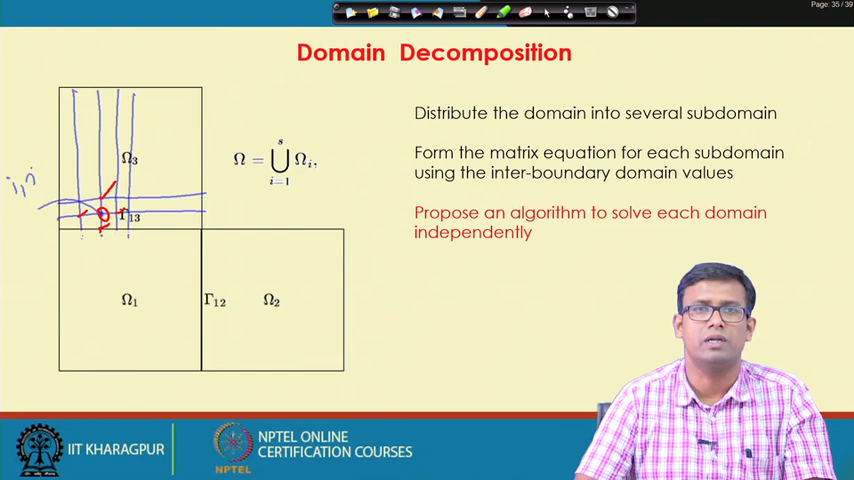 Page: 35 / 39
Domain Decomposition
Distribute the domain into several subdomain
Form the matrix equation for each subdomain
using the inter-boundary domain values
Propose an algorithm to solve each domain
independently
Ω = ⋃ᵢ₌₁ˢ Ωᵢ,
i,j
Ω₃
Γ₁₃
Ω₁
Γ₁₂
Ω₂
IIT KHARAGPUR
NPTEL
NPTEL ONLINE
CERTIFICATION COURSES